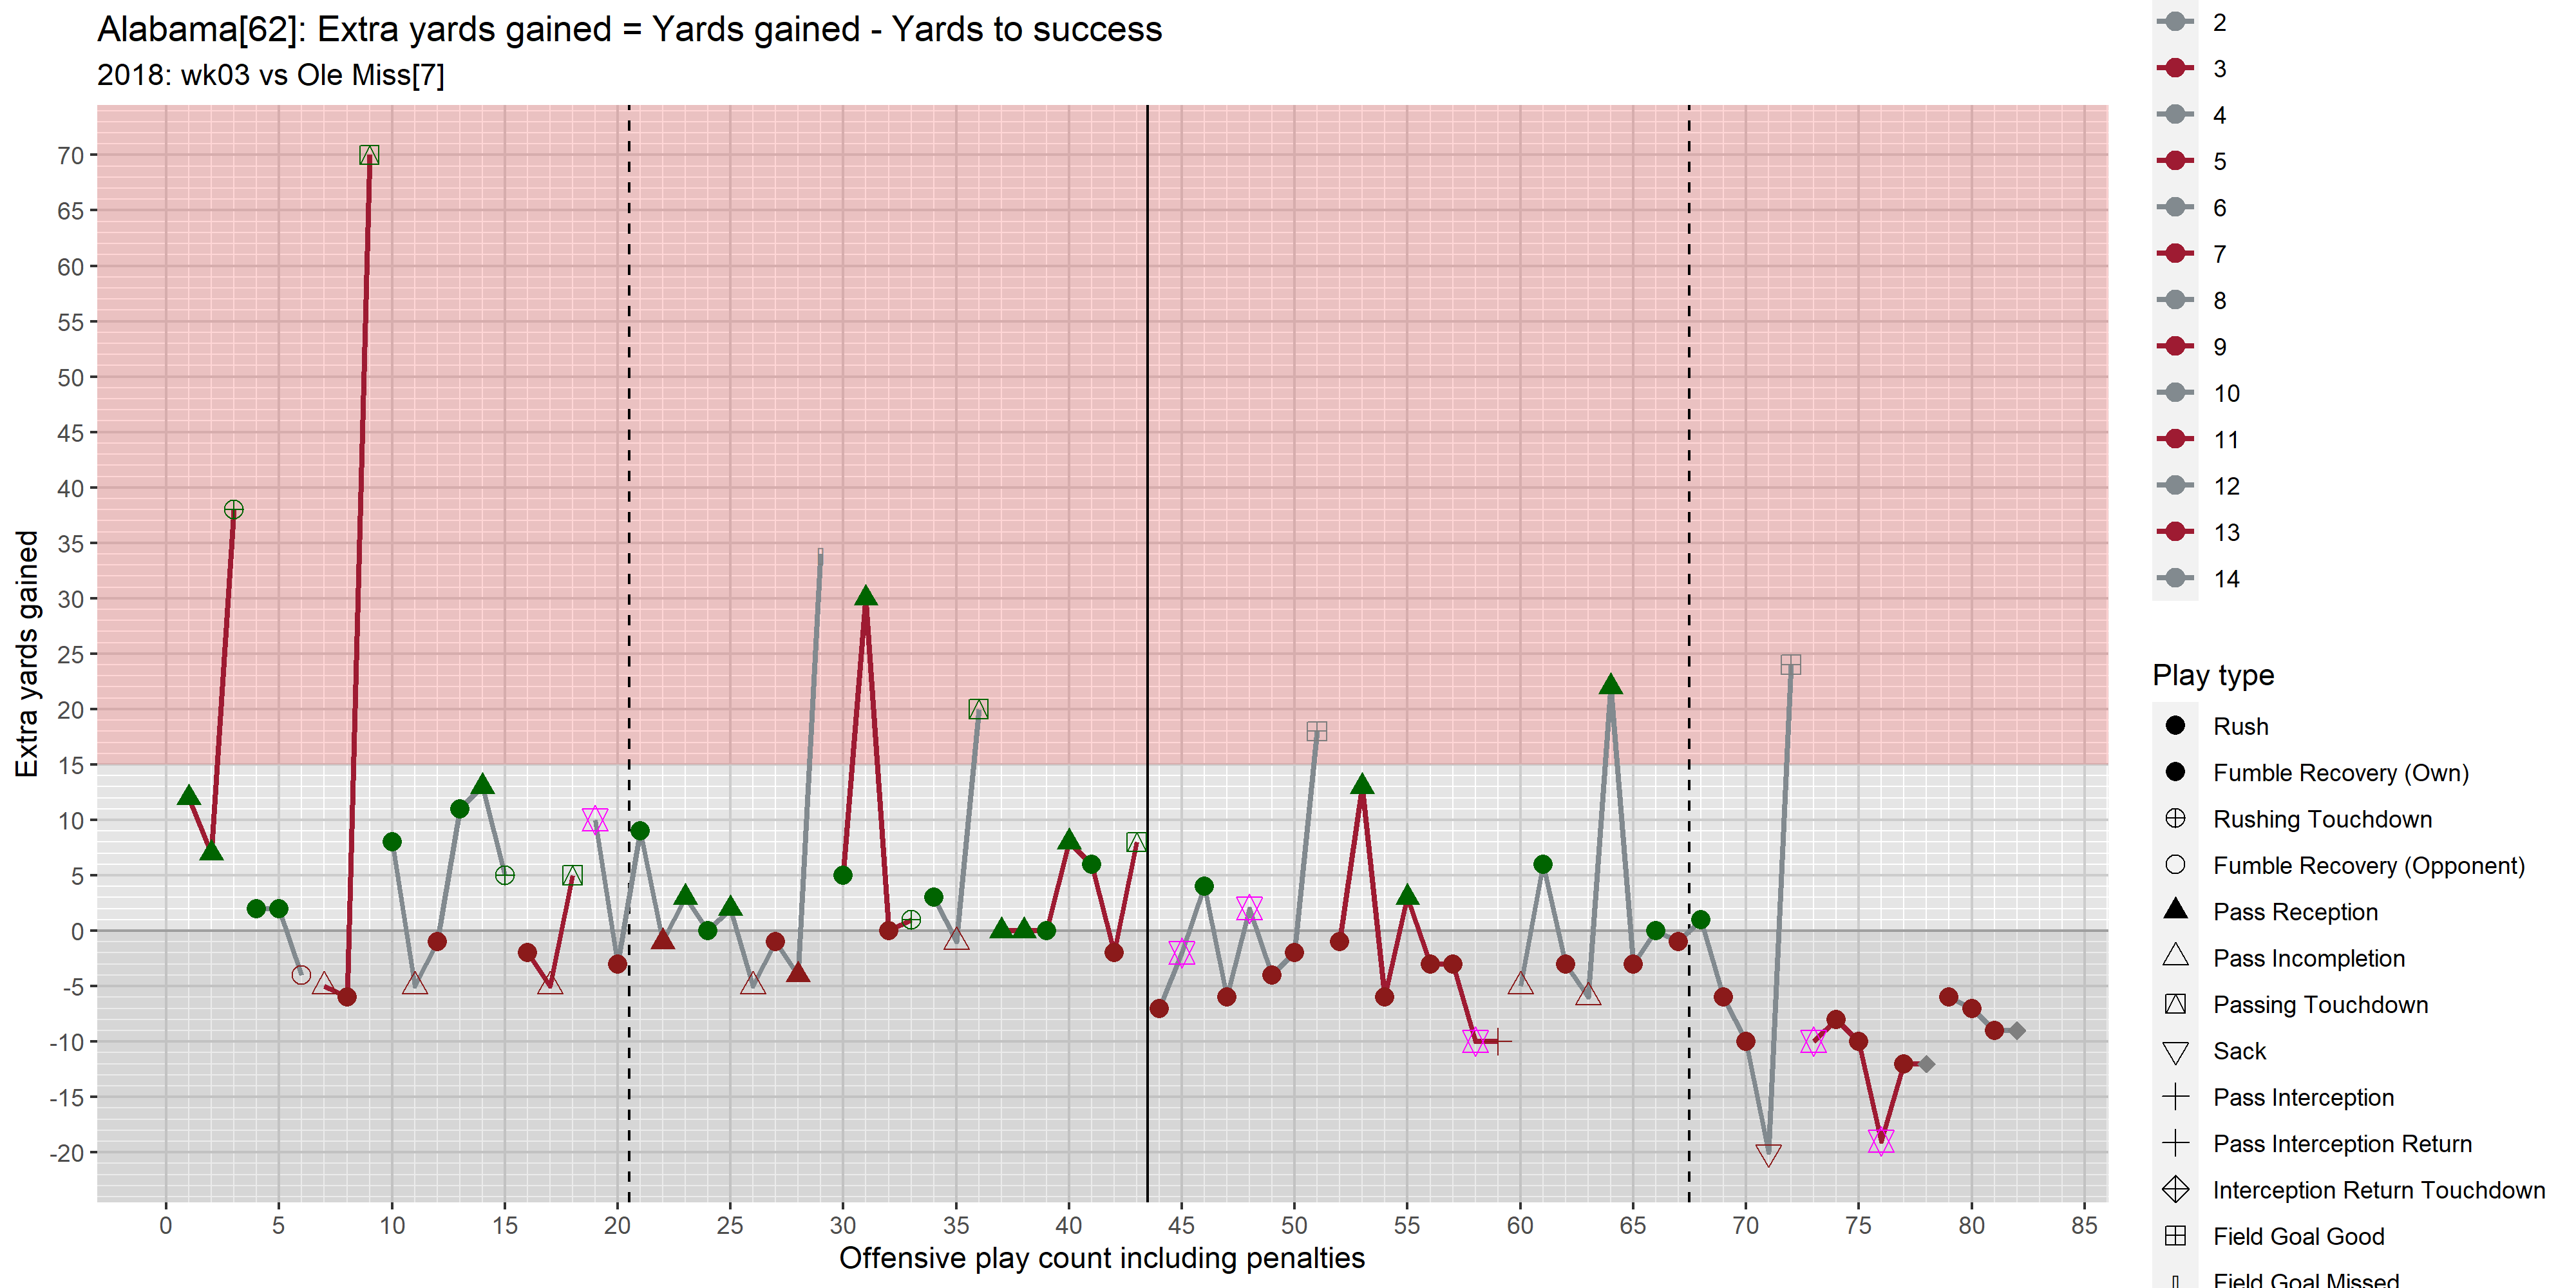 Alabama[62]: Extra yards gained = Yards gained - Yards to success
2018: wk03 vs Ole Miss[7]
Extra yards gained
70
65
60
55
50
45
40
35
30
25
20
15
10
5
0
-5
-10
-15
-20
0 5 10 15 20 25 30 35 40 45 50 55 60 65 70 75 80 85
Offensive play count including penalties
2
3
4
5
6
7
8
9
10
11
12
13
14
Play type
Rush
Fumble Recovery (Own)
Rushing Touchdown
Fumble Recovery (Opponent)
Pass Reception
Pass Incompletion
Passing Touchdown
Sack
Pass Interception
Pass Interception Return
Interception Return Touchdown
Field Goal Good
Field Goal Missed